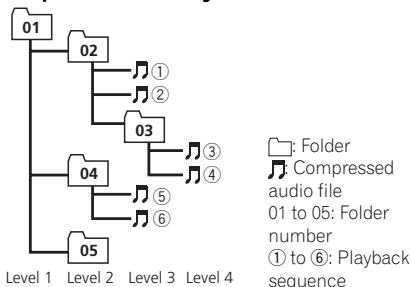 01
02
①
②
03
③
④
04
⑤
⑥
05
Level 1 Level 2 Level 3 Level 4
: Folder
: Compressed
audio file
01 to 05: Folder
number
① to ⑥: Playback
sequence